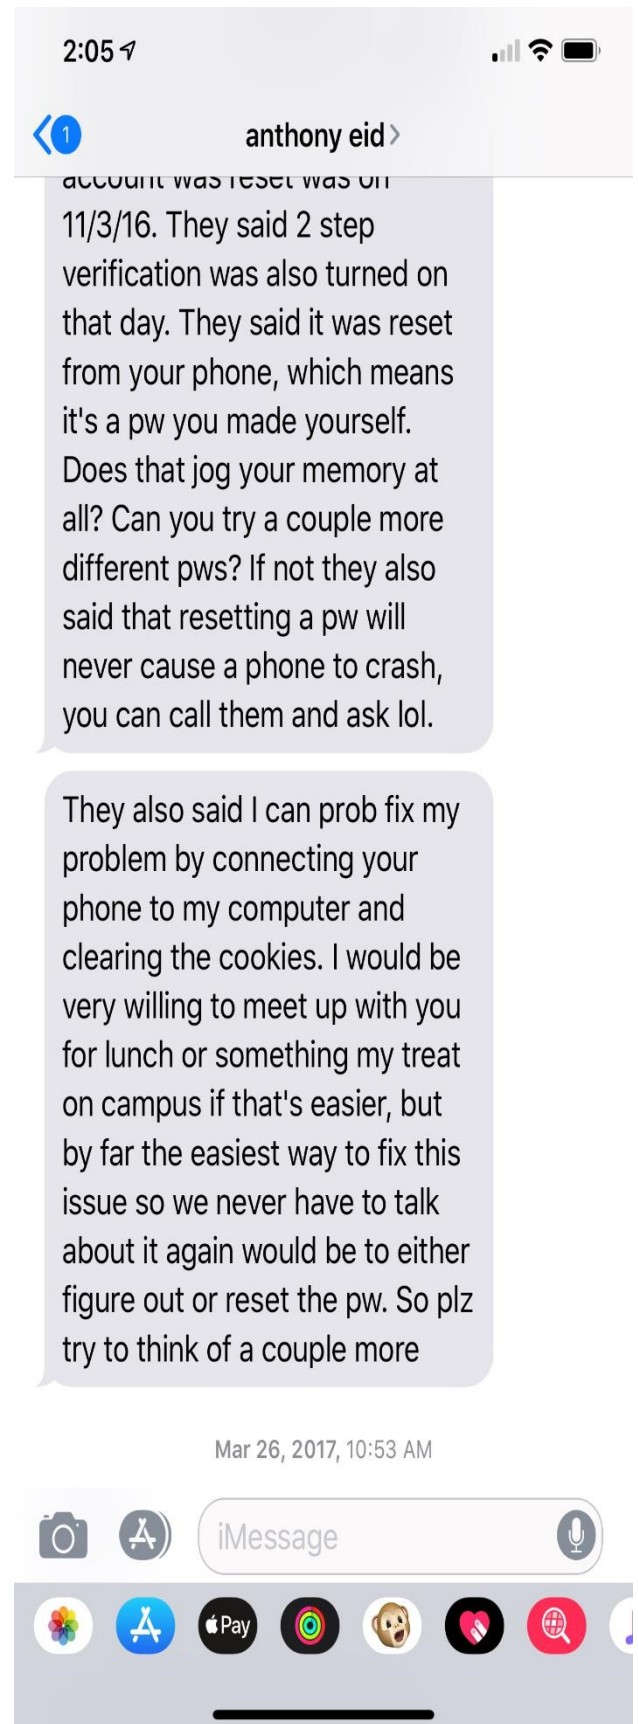 2:05
1
anthony eid
account was reset was on
11/3/16. They said 2 step
verification was also turned on
that day. They said it was reset
from your phone, which means
it's a pw you made yourself.
Does that jog your memory at
all? Can you try a couple more
different pws? If not they also
said that resetting a pw will
never cause a phone to crash,
you can call them and ask lol.
They also said I can prob fix my
problem by connecting your
phone to my computer and
clearing the cookies. I would be
very willing to meet up with you
for lunch or something my treat
on campus if that's easier, but
by far the easiest way to fix this
issue so we never have to talk
about it again would be to either
figure out or reset the pw. So plz
try to think of a couple more
Mar 26, 2017, 10:53 AM
iMessage
Pay